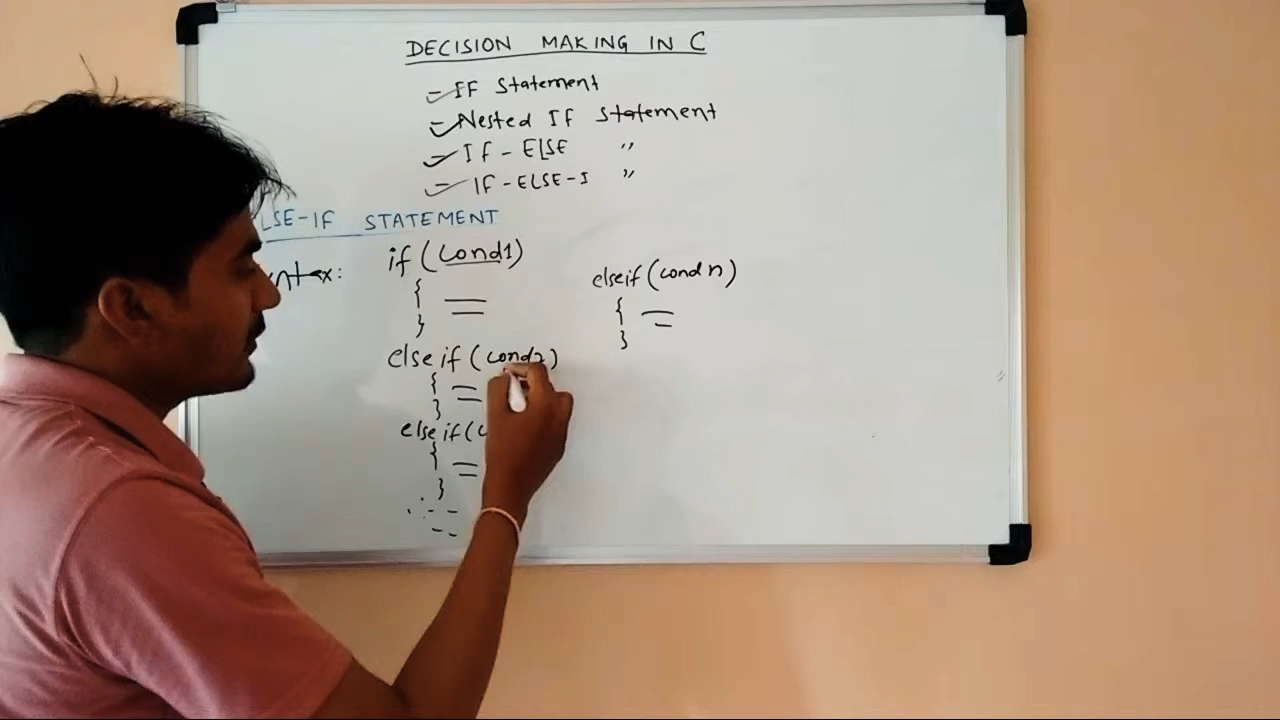 DECISION MAKING IN C
- IF Statement
- Nested IF Statement
- If - ELSE "
- IF - ELSE - I "
LSE-IF STATEMENT
ntax:
if (Cond1)
{ =
}
else if (cond2)
{ =
}
else if (c
{ =
}
elseif (cond n)
{ =
}